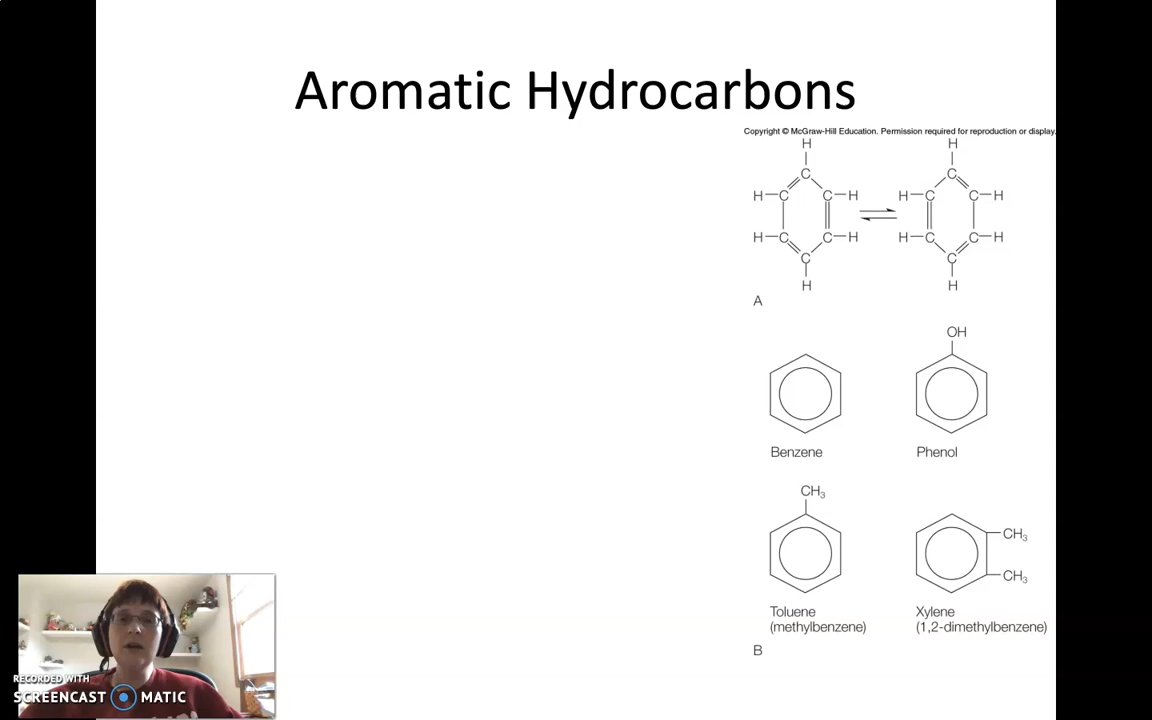 Aromatic Hydrocarbons
Copyright © McGraw-Hill Education. Permission required for reproduction or display.
H H
C C
H C C H H C C H
H C C H H C C H
C C
H H
A
OH
Benzene Phenol
CH₃
CH₃
CH₃
Toluene Xylene
(methylbenzene) (1,2-dimethylbenzene)
B
RECORDED WITH
SCREENCAST MATIC